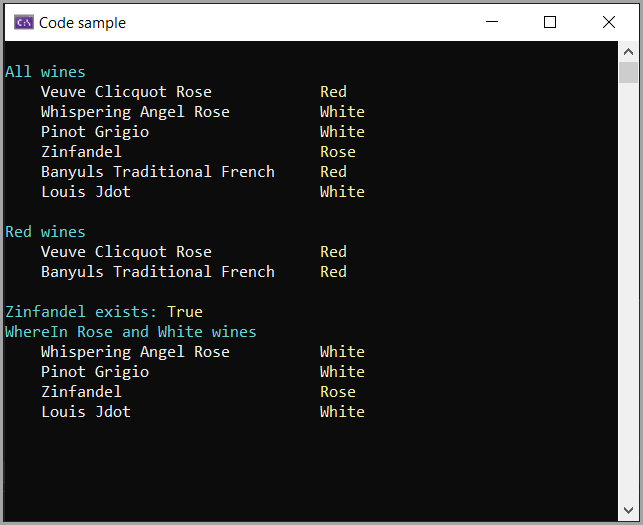 Code sample
All wines
Veuve Clicquot Rose Red
Whispering Angel Rose White
Pinot Grigio White
Zinfandel Rose
Banyuls Traditional French Red
Louis Jdot White
Red wines
Veuve Clicquot Rose Red
Banyuls Traditional French Red
Zinfandel exists: True
WhereIn Rose and White wines
Whispering Angel Rose White
Pinot Grigio White
Zinfandel Rose
Louis Jdot White